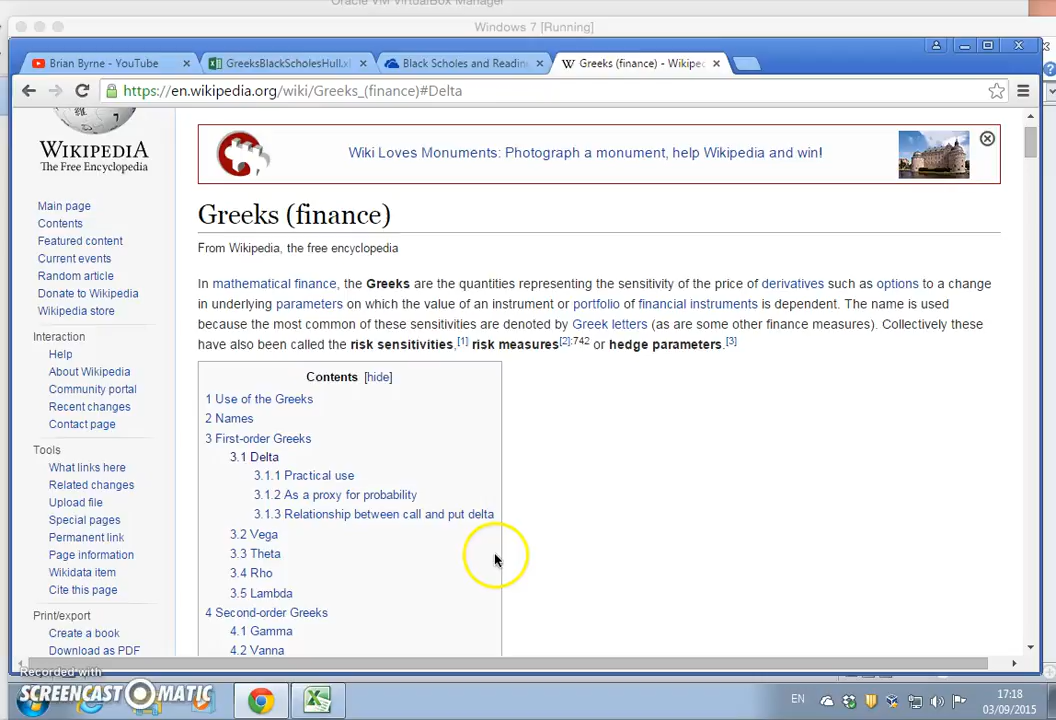 Oracle VM VirtualBox Manager
Windows 7 [Running]
Brian Byrne - YouTube
GreeksBlackScholesHull.x
Black Scholes and Readin
Greeks (finance) - Wikipe
https://en.wikipedia.org/wiki/Greeks_(finance)#Delta
WIKIPEDIA
The Free Encyclopedia
Main page
Contents
Featured content
Current events
Random article
Donate to Wikipedia
Wikipedia store
Interaction
Help
About Wikipedia
Community portal
Recent changes
Contact page
Tools
What links here
Related changes
Upload file
Special pages
Permanent link
Page information
Wikidata item
Cite this page
Print/export
Create a book
Download as PDF
Wiki Loves Monuments: Photograph a monument, help Wikipedia and win!
Greeks (finance)
From Wikipedia, the free encyclopedia
In mathematical finance, the Greeks are the quantities representing the sensitivity of the price of derivatives such as options to a change
in underlying parameters on which the value of an instrument or portfolio of financial instruments is dependent. The name is used
because the most common of these sensitivities are denoted by Greek letters (as are some other finance measures). Collectively these
have also been called the risk sensitivities,[1] risk measures[2]:742 or hedge parameters.[3]
Contents [hide]
1 Use of the Greeks
2 Names
3 First-order Greeks
3.1 Delta
3.1.1 Practical use
3.1.2 As a proxy for probability
3.1.3 Relationship between call and put delta
3.2 Vega
3.3 Theta
3.4 Rho
3.5 Lambda
4 Second-order Greeks
4.1 Gamma
4.2 Vanna
Recorded with
SCREENCAST-O-MATIC
EN
17:18
03/09/2015